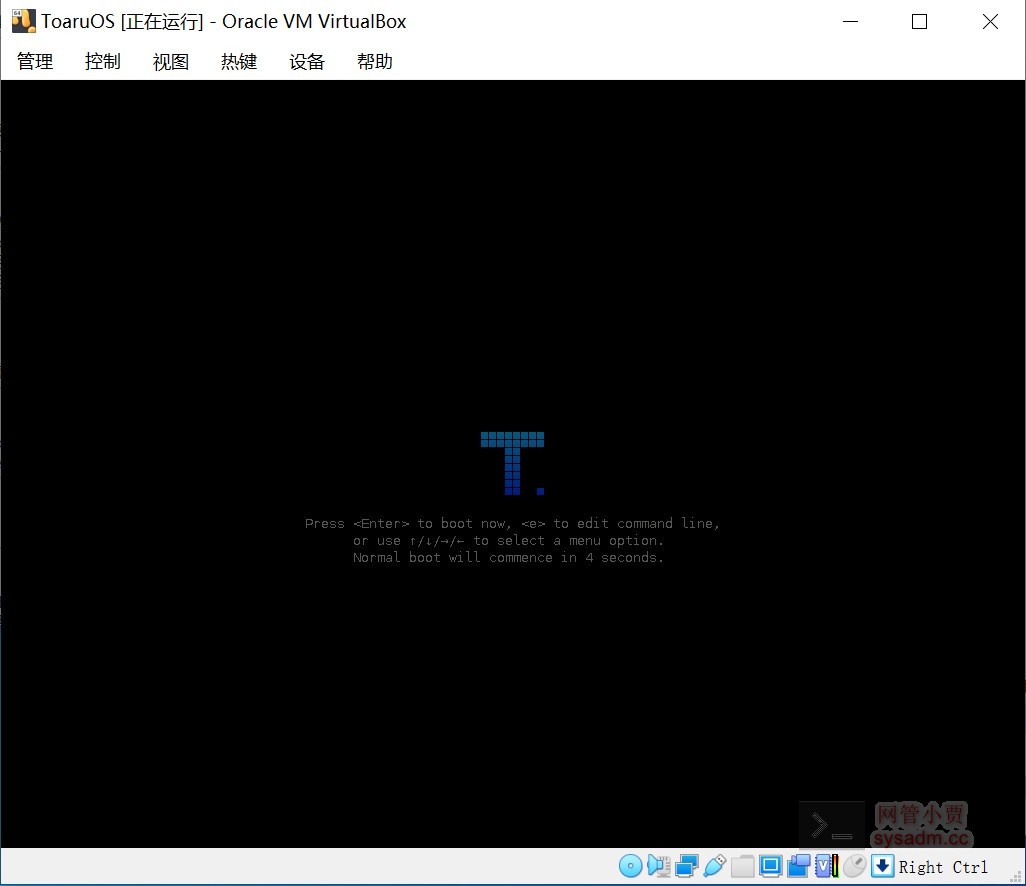 ToaruOS [正在运行] - Oracle VM VirtualBox
管理 控制 视图 热键 设备 帮助
T.
Press <Enter> to boot now, <e> to edit command line,
or use ↑/↓/→/← to select a menu option.
Normal boot will commence in 4 seconds.
>_
网管小贾
sysadm.cc
Right Ctrl